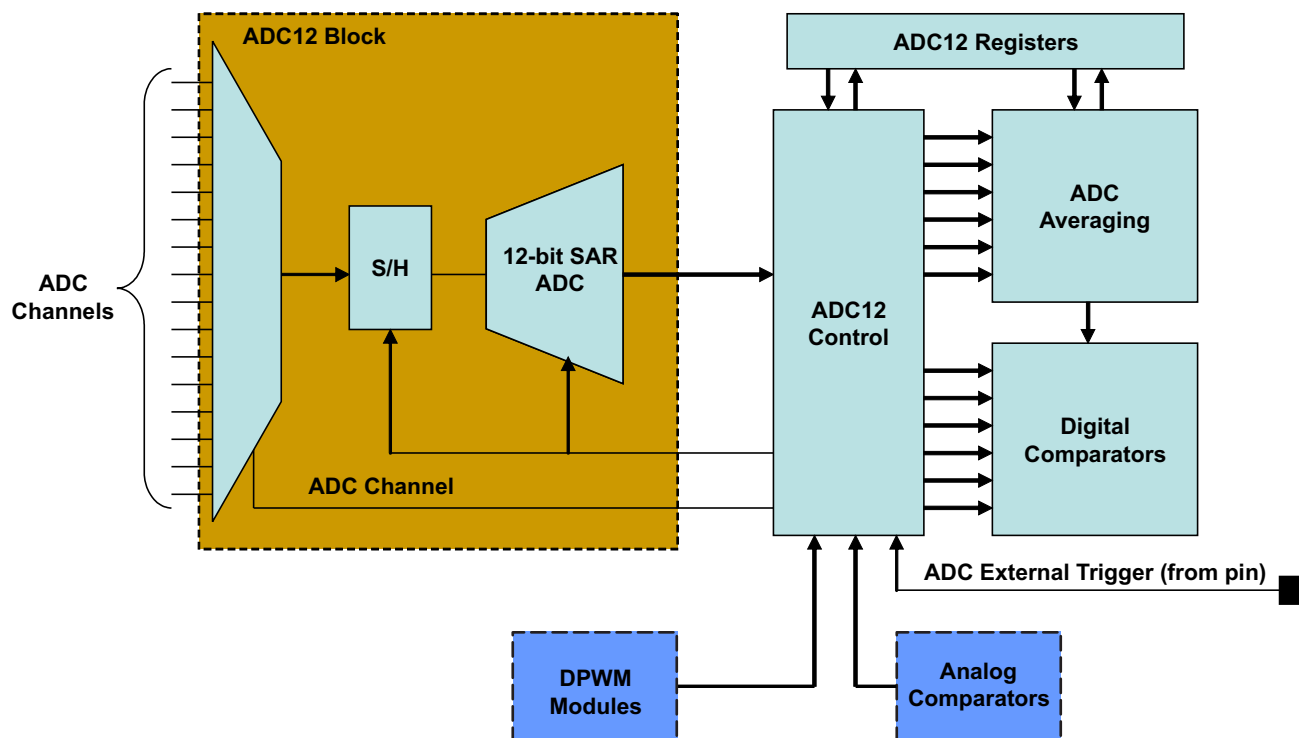 ADC12 Block
ADC12 Registers
ADC
Channels
S/H
12-bit SAR
ADC
ADC12
Control
ADC
Averaging
Digital
Comparators
ADC Channel
ADC External Trigger (from pin)
DPWM
Modules
Analog
Comparators